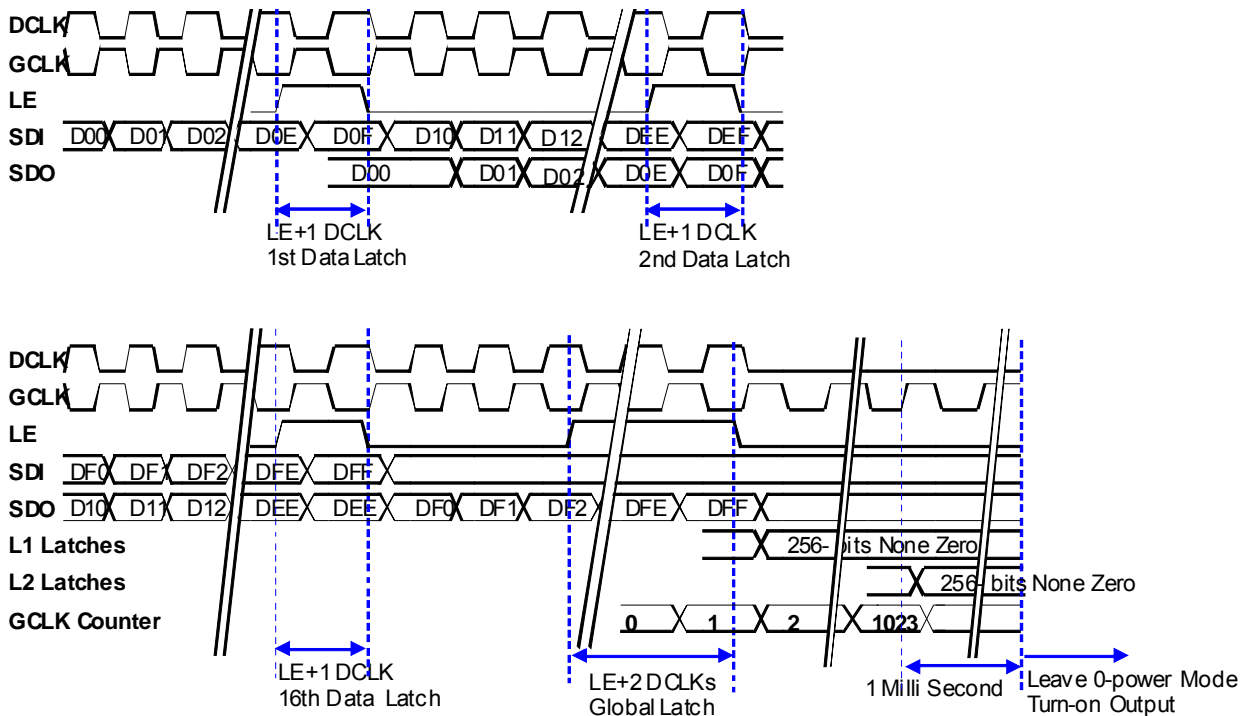 DCLK
GCLK
LE
SDI D00 D01 D02 D0E D0F D10 D11 D12 DEE DEF
SDO D00 D01 D02 D0E D0F
LE+1 DCLK
1st Data Latch
LE+1 DCLK
2nd Data Latch
DCLK
GCLK
LE
SDI DF0 DF1 DF2 DFE DFF
SDO D10 D11 D12 DEE DEE DF0 DF1 DF2 DFE DFF
L1 Latches 256- bits None Zero
L2 Latches 256- bits None Zero
GCLK Counter 0 1 2 1023
LE+1 DCLK
16th Data Latch
LE+2 DCLKs
Global Latch
1 Milli Second
Leave 0-power Mode
Turn-on Output